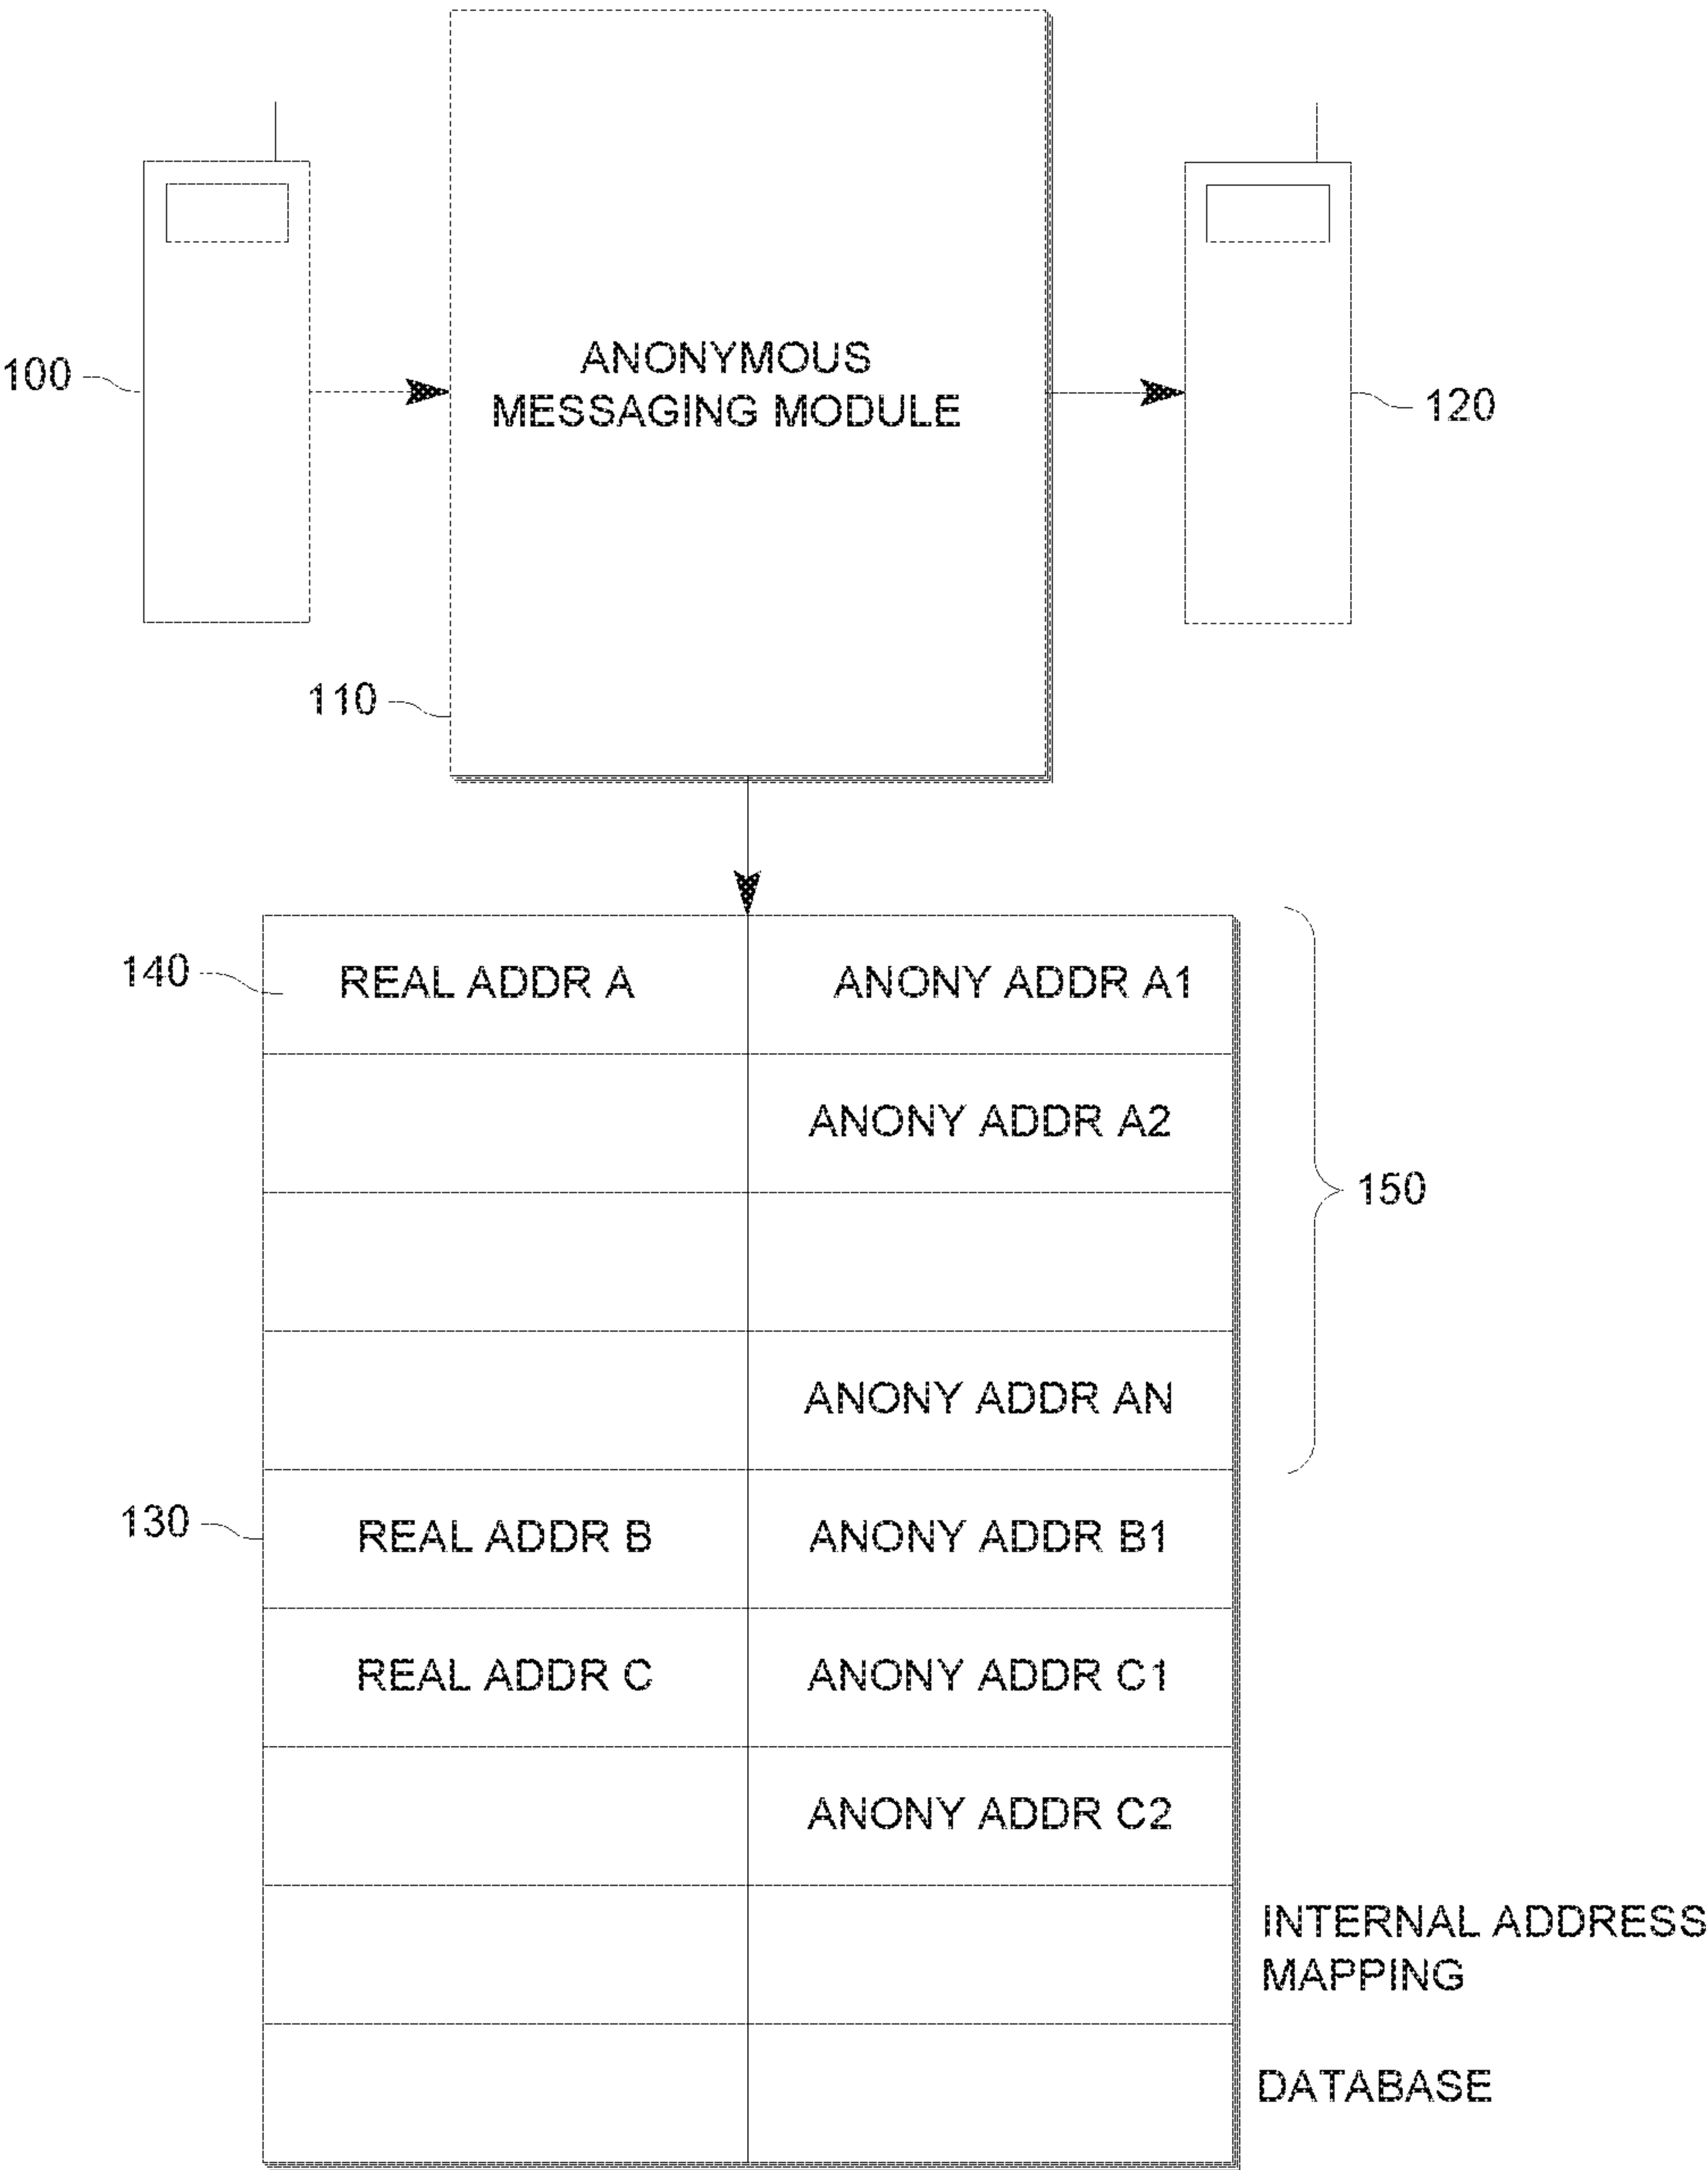 100
ANONYMOUS
MESSAGING MODULE
120
110
140
REAL ADDR A
ANONY ADDR A1
ANONY ADDR A2
150
ANONY ADDR AN
130
REAL ADDR B
ANONY ADDR B1
REAL ADDR C
ANONY ADDR C1
ANONY ADDR C2
INTERNAL ADDRESS
MAPPING
DATABASE